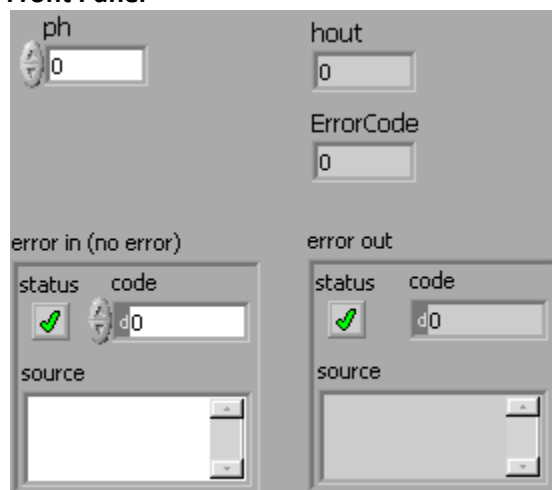 Front Panel
ph
0
hout
0
ErrorCode
0
error in (no error)
status code
d0
source
error out
status code
d0
source